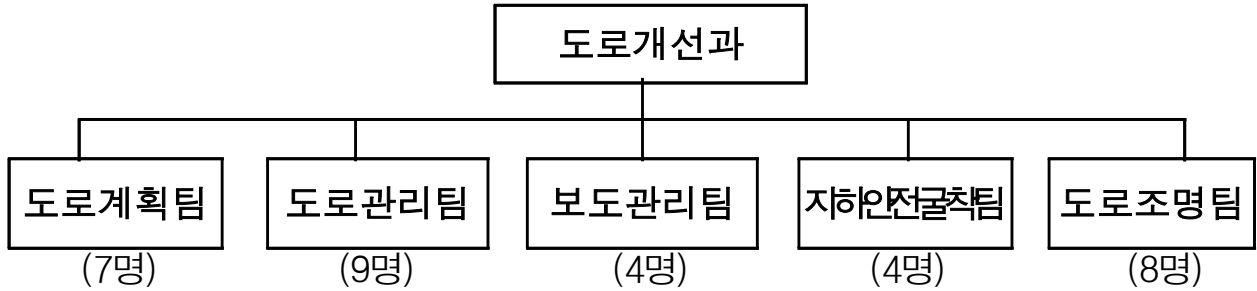 도로개선과
도로계획팀 도로관리팀 보도관리팀 지하안전굴착팀 도로조명팀
(7명) (9명) (4명) (4명) (8명)